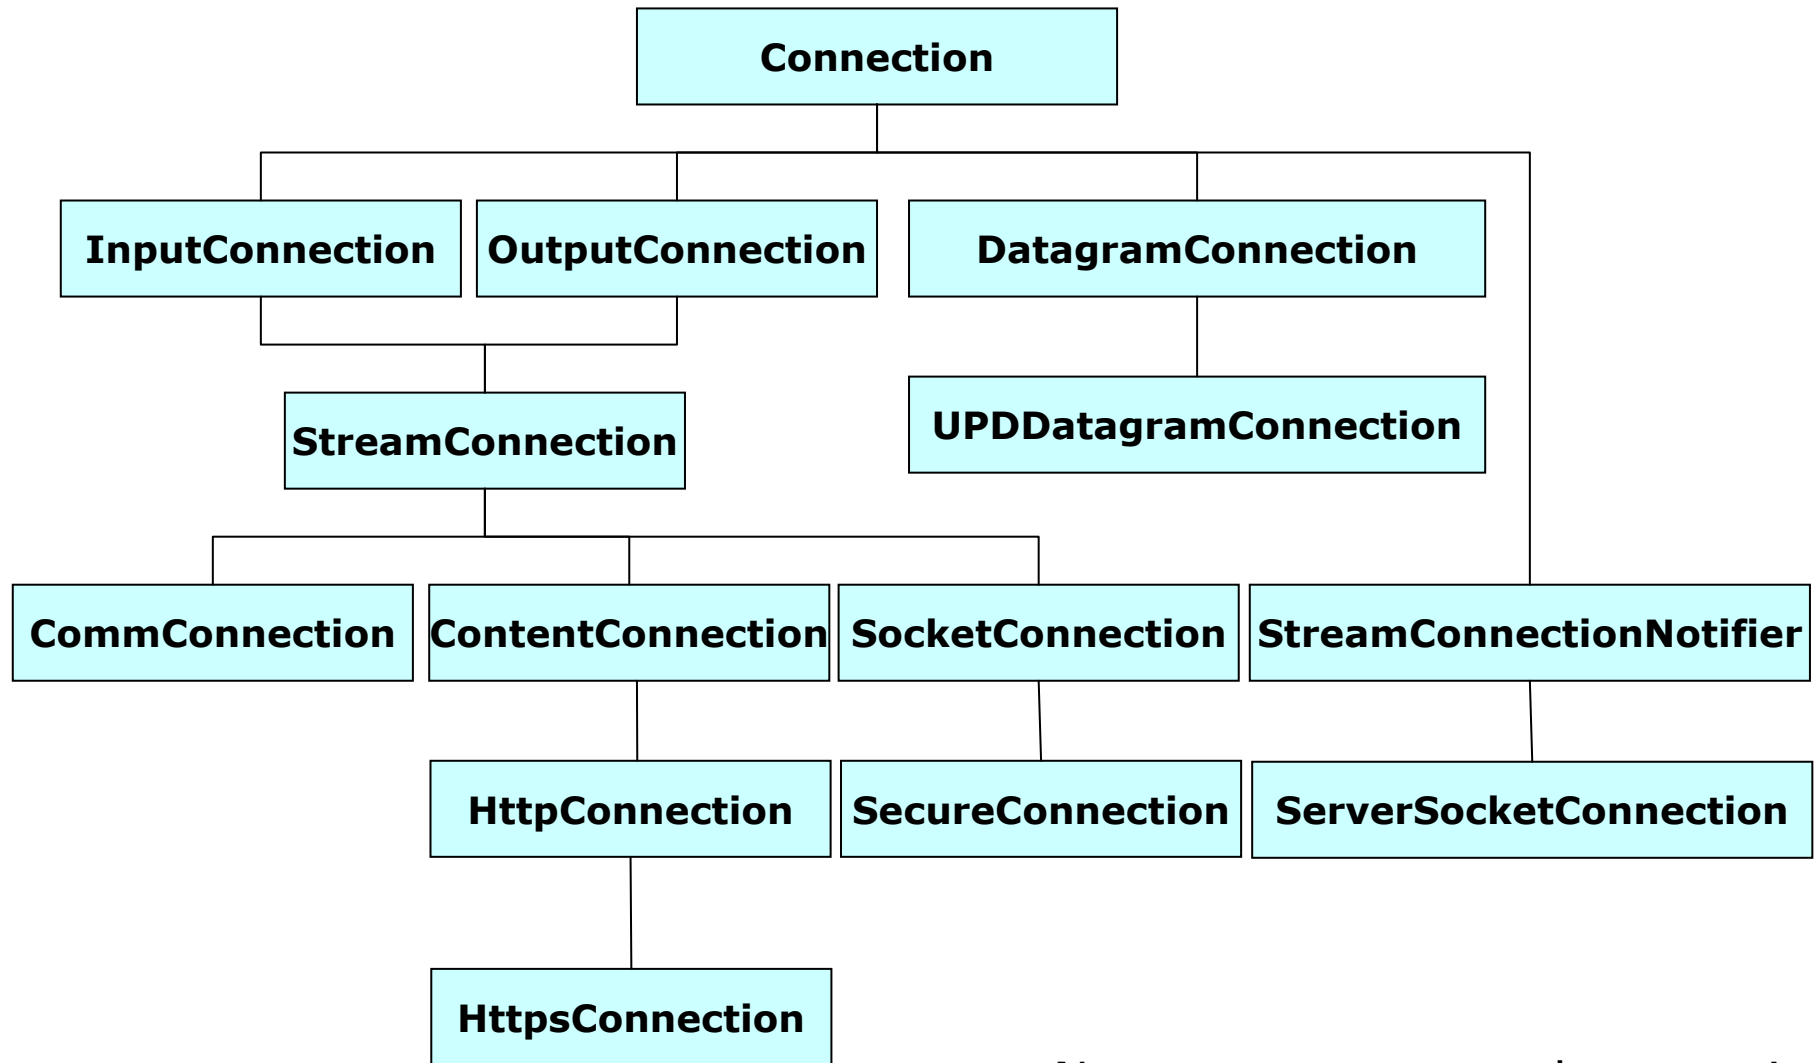 Connection
InputConnection
OutputConnection
DatagramConnection
UPDDatagramConnection
StreamConnection
CommConnection
ContentConnection
SocketConnection
StreamConnectionNotifier
HttpConnection
SecureConnection
ServerSocketConnection
HttpsConnection